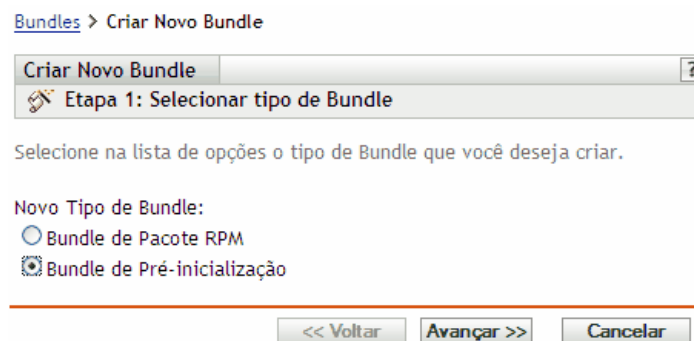 Bundles > Criar Novo Bundle
Criar Novo Bundle ?
Etapa 1: Selecionar tipo de Bundle
Selecione na lista de opções o tipo de Bundle que você deseja criar.
Novo Tipo de Bundle:
Bundle de Pacote RPM
Bundle de Pré-inicialização
<< Voltar Avançar >> Cancelar